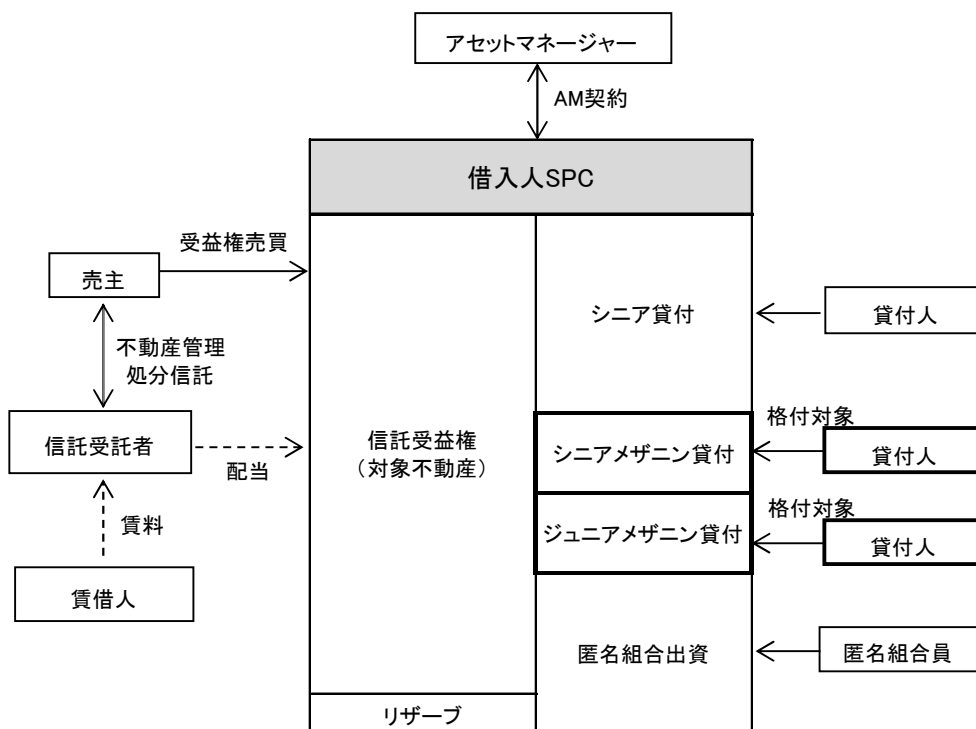 アセットマネージャー
AM契約
借入人SPC
受益権売買
売主
シニア貸付
貸付人
不動産管理
処分信託
格付対象
信託受託者
配当
信託受益権
（対象不動産）
シニアメザニン貸付
貸付人
格付対象
賃料
ジュニアメザニン貸付
貸付人
賃借人
匿名組合出資
匿名組合員
リザーブ